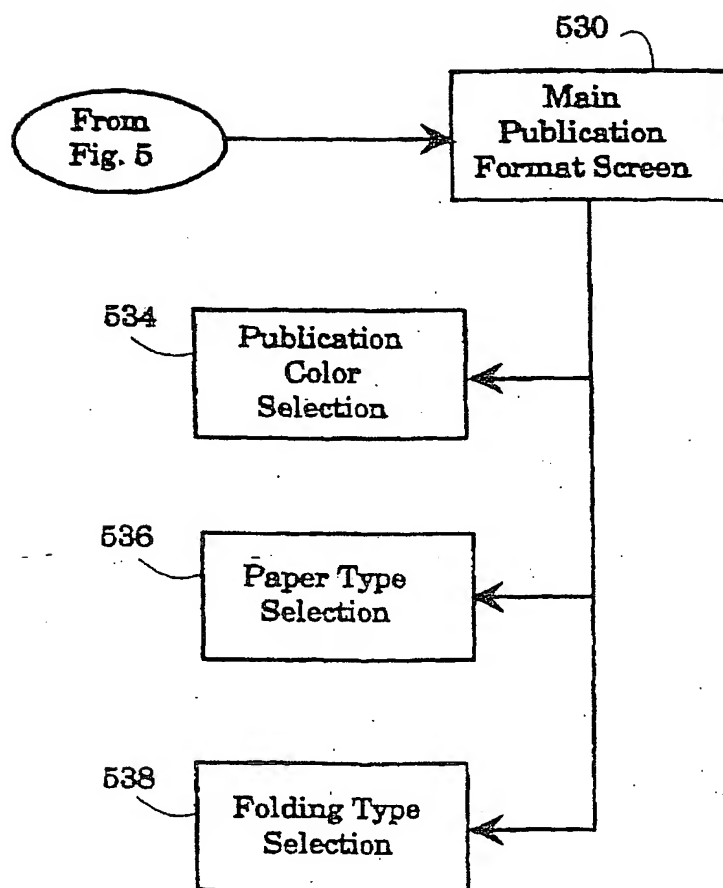 530
From
Fig. 5
Main
Publication
Format Screen
534
Publication
Color
Selection
536
Paper Type
Selection
538
Folding Type
Selection